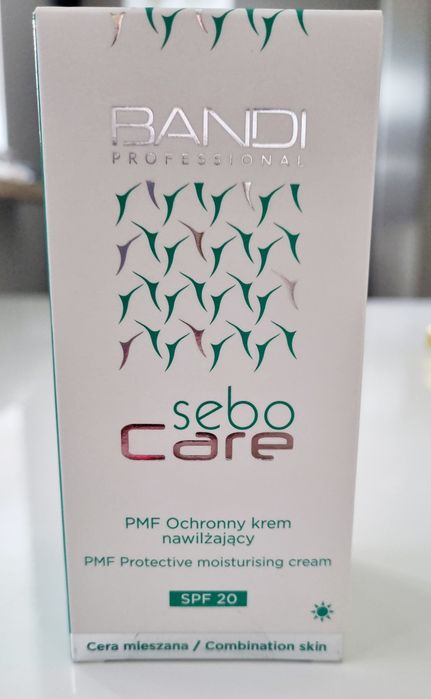 BANDI
PROFESSIONAL
sebo
Care
PMF Ochronny krem
nawilżający
PMF Protective moisturising cream
SPF 20
Cera mieszana / Combination skin